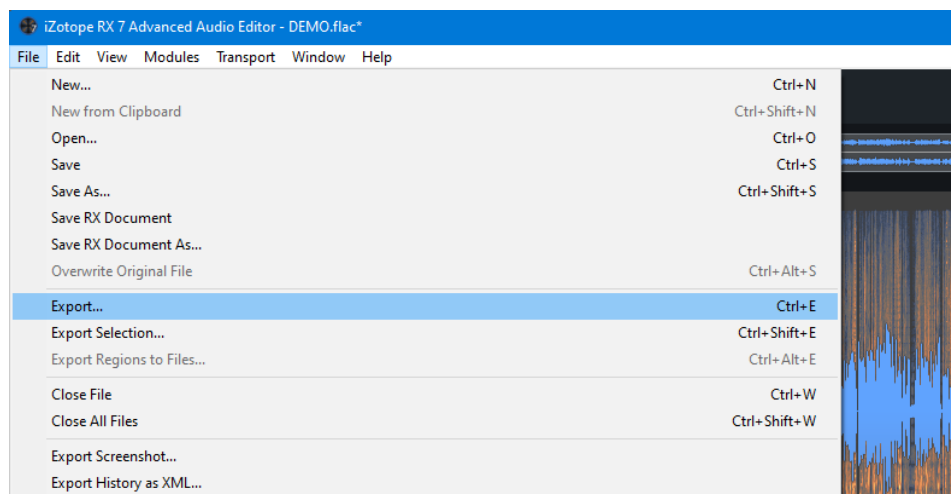 iZotope RX 7 Advanced Audio Editor - DEMO.flac*
File Edit View Modules Transport Window Help
New... Ctrl+N
New from Clipboard Ctrl+Shift+N
Open... Ctrl+O
Save Ctrl+S
Save As... Ctrl+Shift+S
Save RX Document
Save RX Document As...
Overwrite Original File Ctrl+Alt+S
Export... Ctrl+E
Export Selection... Ctrl+Shift+E
Export Regions to Files... Ctrl+Alt+E
Close File Ctrl+W
Close All Files Ctrl+Shift+W
Export Screenshot...
Export History as XML...